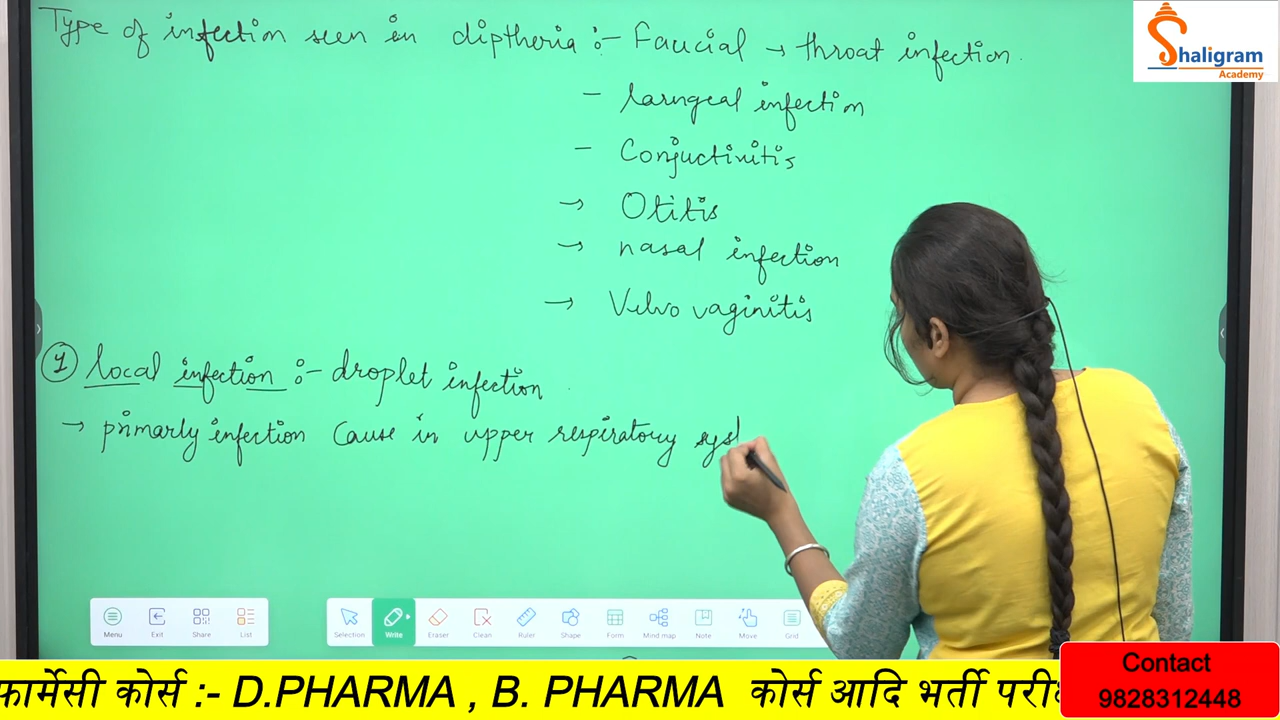 Type of infection seen in diptheria :- Faucial → throat infection.
- laryngeal infection
- Conjuctivitis
→ Otitis
→ nasal infection
→ Vulvo vaginitis
① local infection :- droplet infection
→ primarly infection cause in upper respiratory syst
Shaligram
Academy
Menu Exit Share List Selection Write Eraser Clean Ruler Shape Form Mind map Note Move Grid
फार्मेसी कोर्स :- D.PHARMA , B. PHARMA कोर्स आदि भर्ती परीक्ष
Contact
9828312448